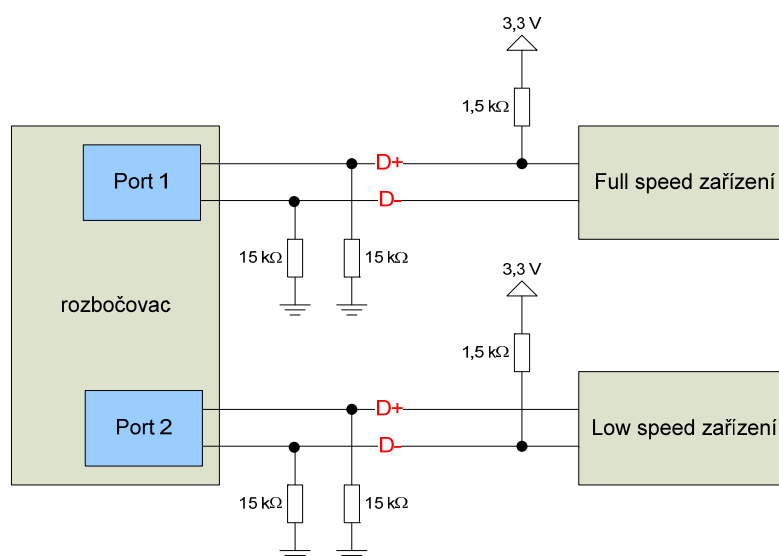 3,3 V
1,5 kΩ
Port 1
D+
Full speed zařízení
D-
15 kΩ
15 kΩ
3,3 V
rozbočovac
1,5 kΩ
Port 2
D+
Low speed zařízení
D-
15 kΩ
15 kΩ